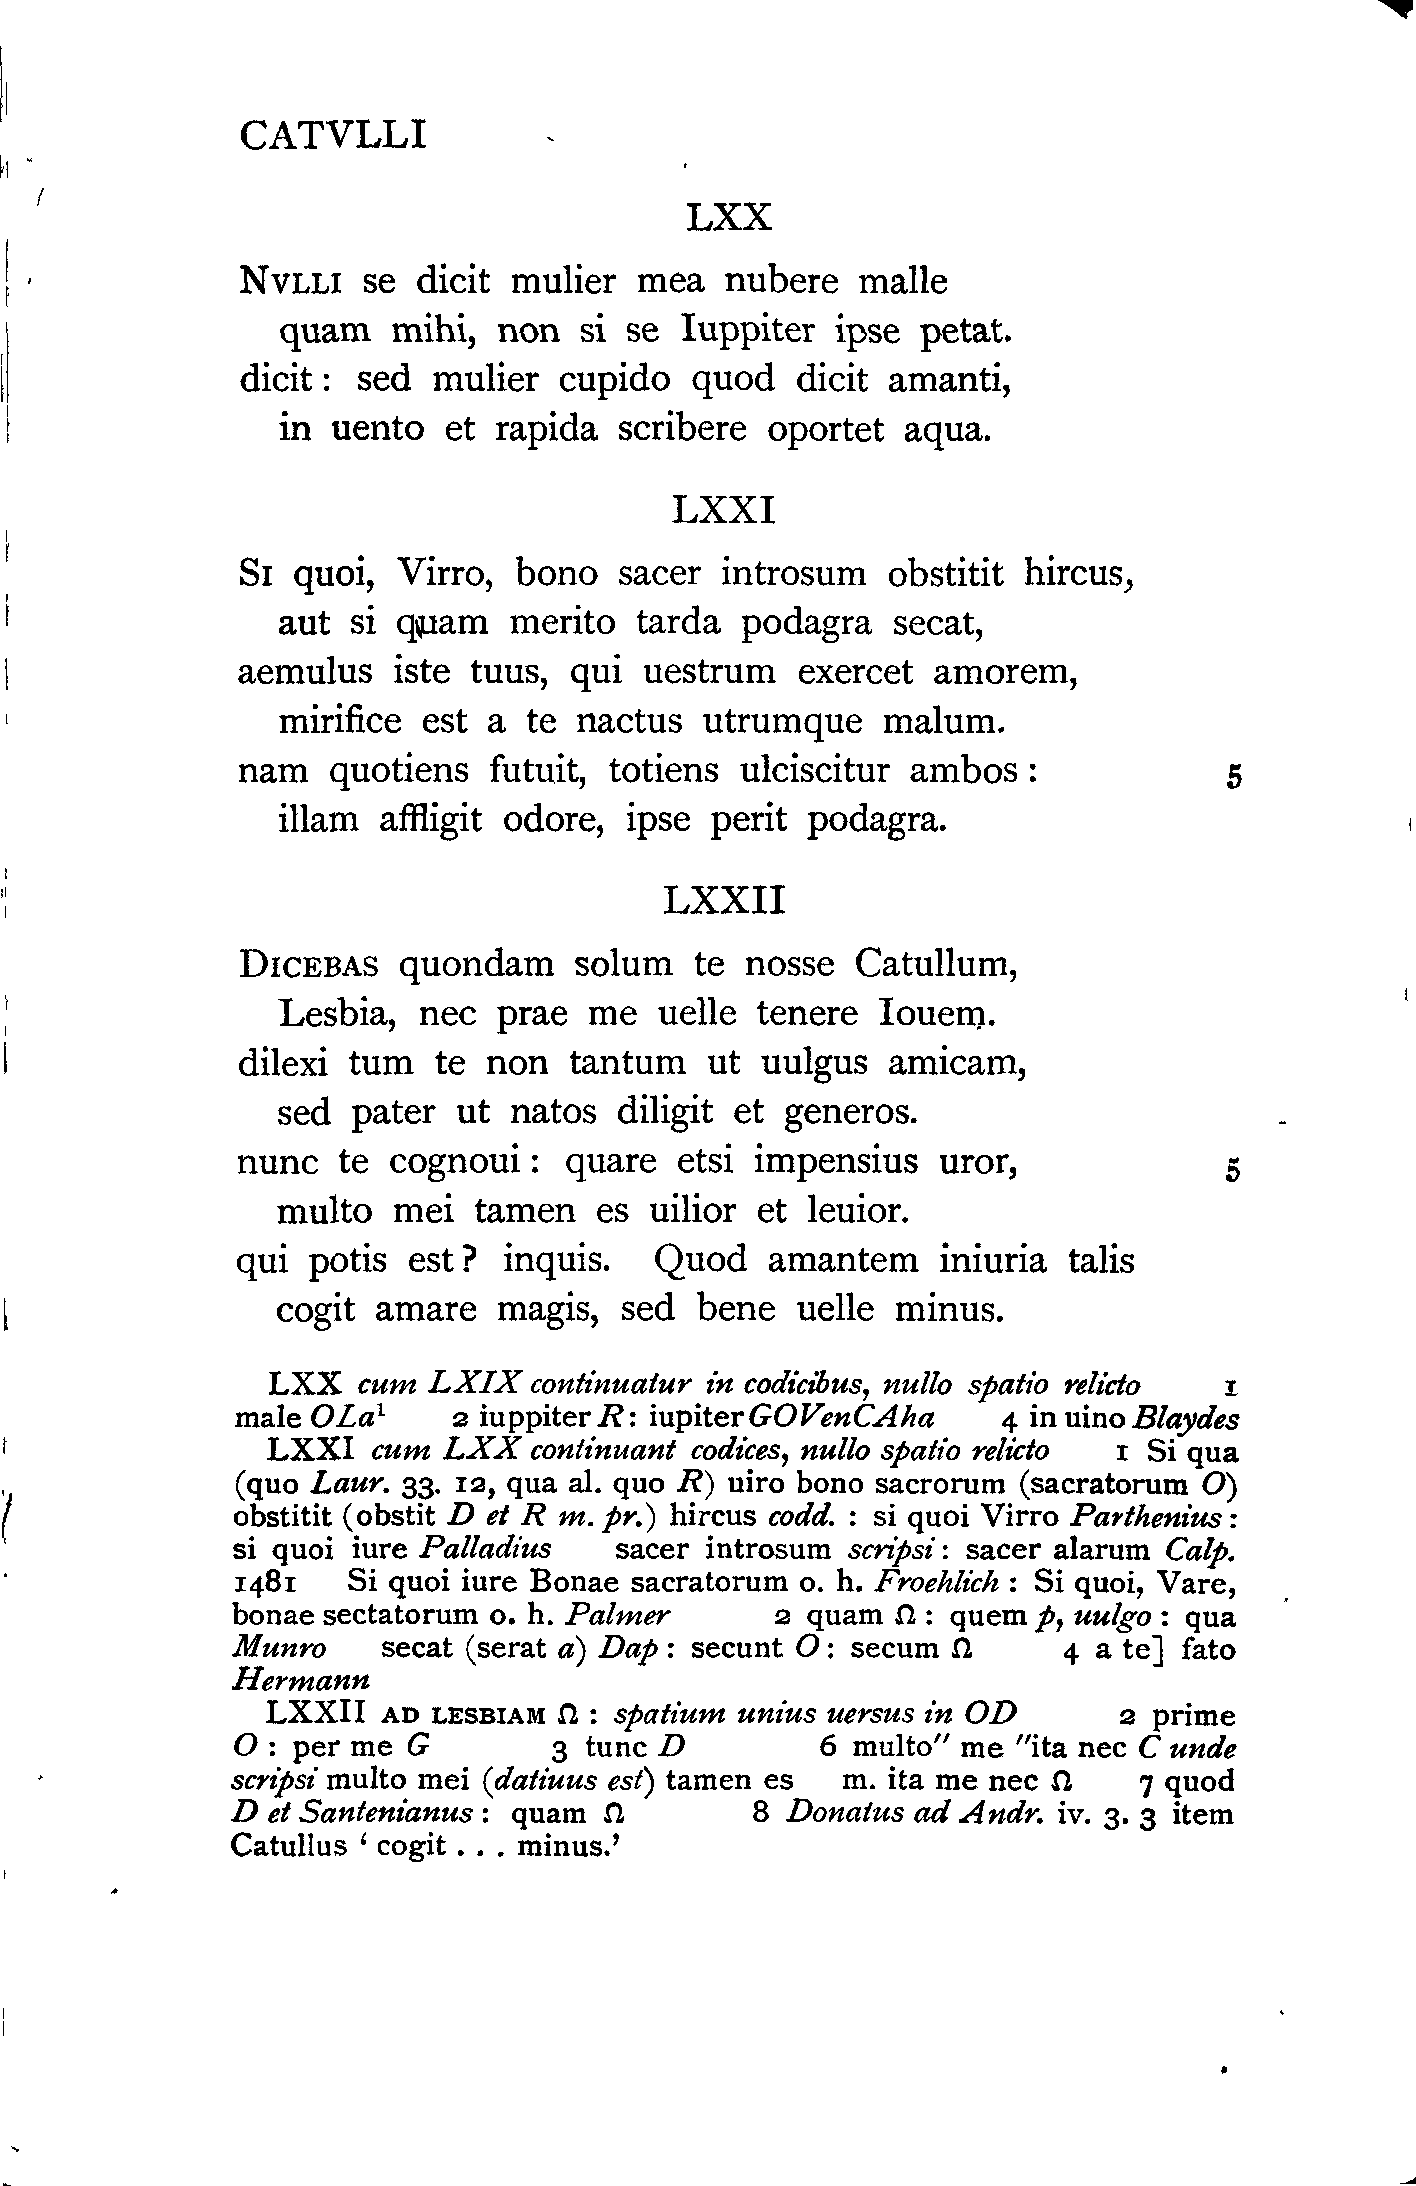 CATVLLI
LXX
NVLLI se dicit mulier mea nubere malle
quam mihi, non si se Iuppiter ipse petat.
dicit : sed mulier cupido quod dicit amanti,
in uento et rapida scribere oportet aqua.
LXXI
SI quoi, Virro, bono sacer introsum obstitit hircus,
aut si quam merito tarda podagra secat,
aemulus iste tuus, qui uestrum exercet amorem,
mirifice est a te nactus utrumque malum.
nam quotiens futuit, totiens ulciscitur ambos : 5
illam affligit odore, ipse perit podagra.
LXXII
DICEBAS quondam solum te nosse Catullum,
Lesbia, nec prae me uelle tenere Iouem.
dilexi tum te non tantum ut uulgus amicam,
sed pater ut natos diligit et generos.
nunc te cognoui : quare etsi impensius uror, 5
multo mei tamen es uilior et leuior.
qui potis est ? inquis. Quod amantem iniuria talis
cogit amare magis, sed bene uelle minus.
LXX cum LXIX continuatur in codicibus, nullo spatio relicto 1
male OLa¹ 2 iuppiter R : iupiter GOVenCAha 4 in uino Blaydes
LXXI cum LXX continuant codices, nullo spatio relicto 1 Si qua
(quo Laur. 33. 12, qua al. quo R) uiro bono sacrorum (sacratorum O)
obstitit (obstit D et R m. pr.) hircus codd. : si quoi Virro Parthenius :
si quoi iure Palladius sacer introsum scripsi : sacer alarum Calp.
1481 Si quoi iure Bonae sacratorum o. h. Froehlich : Si quoi, Vare,
bonae sectatorum o. h. Palmer 2 quam Ω : quem p, uulgo : qua
Munro secat (serat a) Dap : secunt O : secum Ω 4 a te] fato
Hermann
LXXII AD LESBIAM Ω : spatium unius uersus in OD 2 prime
O : per me G 3 tunc D 6 multo″ me ″ita nec C unde
scripsi multo mei (datiuus est) tamen es m. ita me nec Ω 7 quod
D et Santenianus : quam Ω 8 Donatus ad Andr. iv. 3. 3 item
Catullus ‘ cogit . . . minus.’